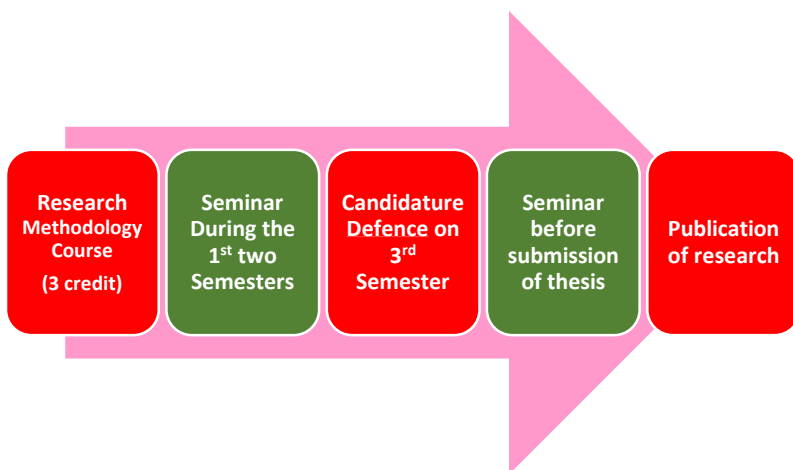 Research
Methodology
Course
(3 credit)
Seminar
During the
1st two
Semesters
Candidature
Defence on
3rd
Semester
Seminar
before
submission
of thesis
Publication
of research